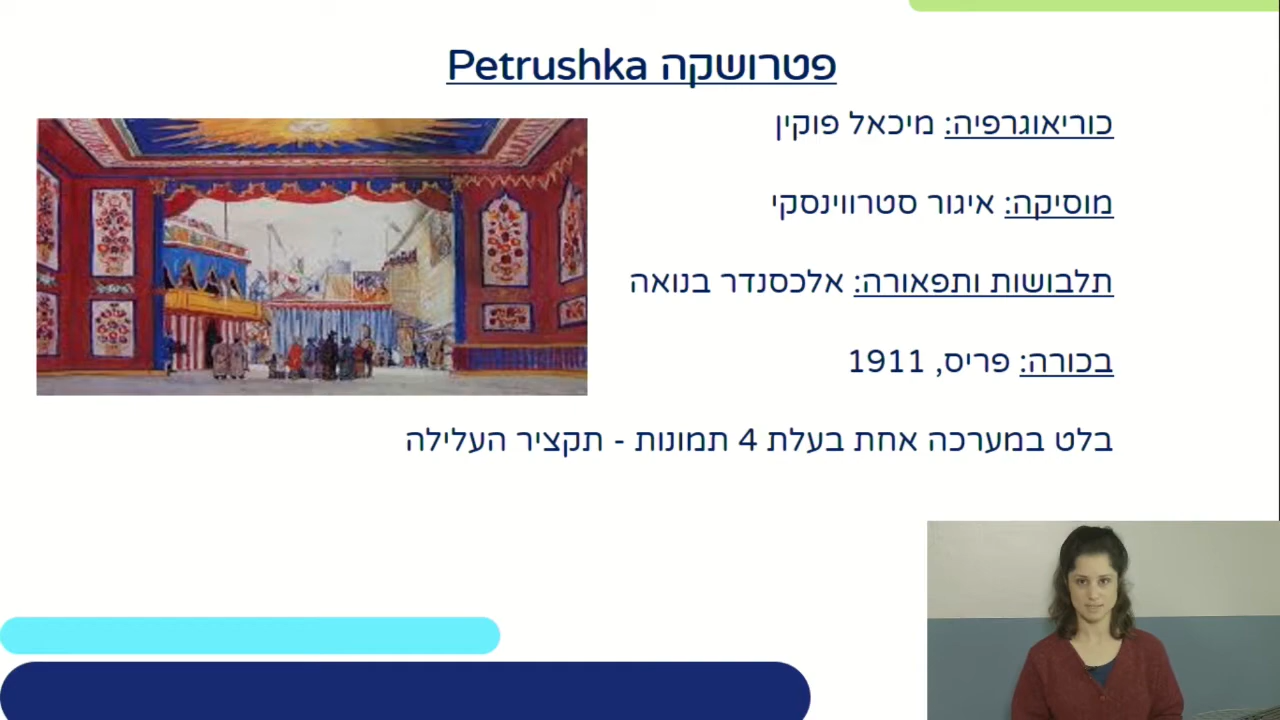 פטרושקה Petrushka
כוריאוגרפיה: מיכאל פוקין
מוסיקה: איגור סטרווינסקי
תלבושות ותפאורה: אלכסנדר בנואה
בכורה: פריס, 1911
בלט במערכה אחת בעלת 4 תמונות - תקציר העלילה